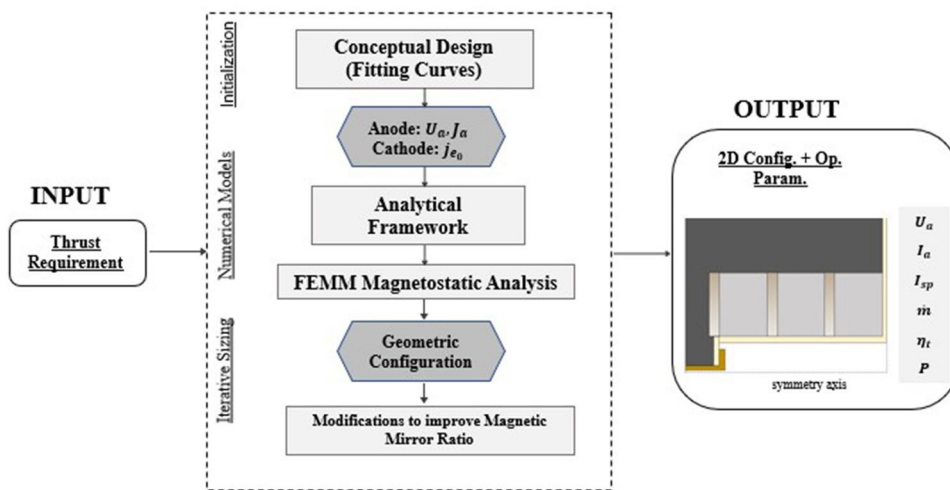 INPUT
Thrust
Requirement
Initialization
Numerical Models
Iterative Sizing
Conceptual Design
(Fitting Curves)
Anode: Uₐ, Jₐ
Cathode: jₑ₀
Analytical
Framework
FEMM Magnetostatic Analysis
Geometric
Configuration
Modifications to improve Magnetic
Mirror Ratio
OUTPUT
2D Config. + Op.
Param.
Uₐ
Iₐ
Iₛₚ
ṁ
ηₜ
P
symmetry axis